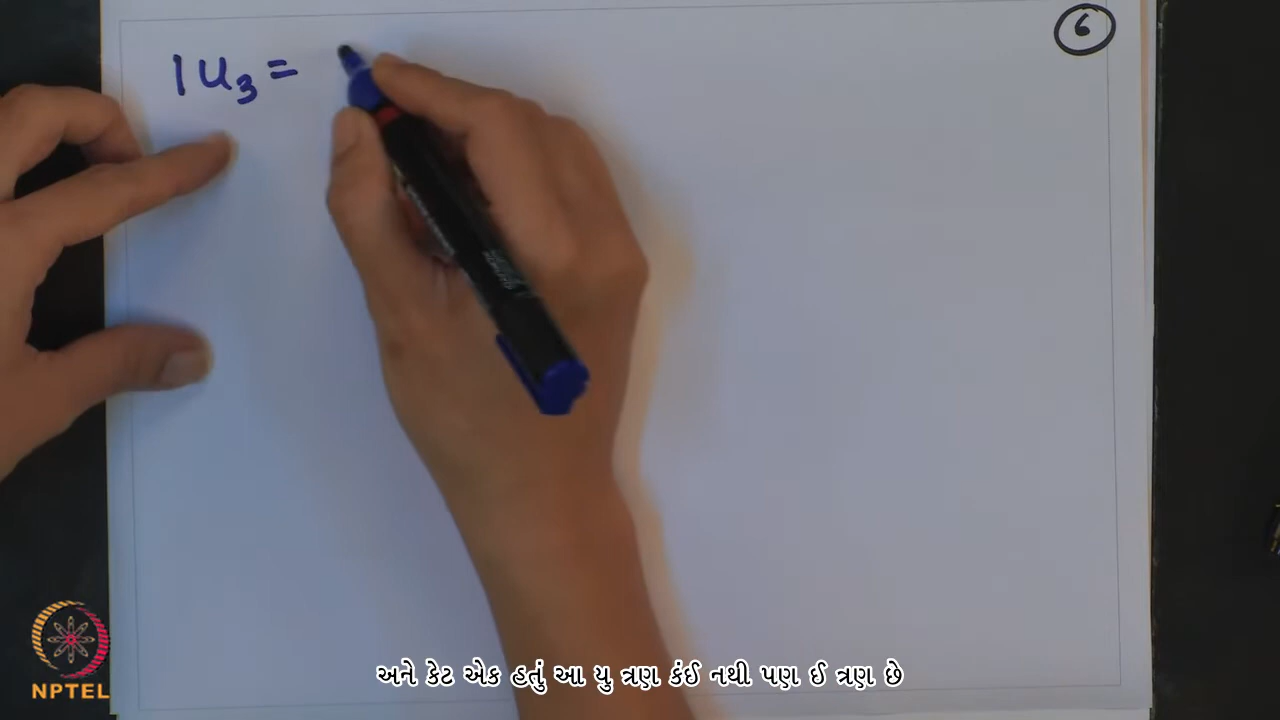 6
|u₃ =
NPTEL
અને કેટ એક હતું આ યુ ત્રણ કંઈ નથી પણ ઈ ત્રણ છે